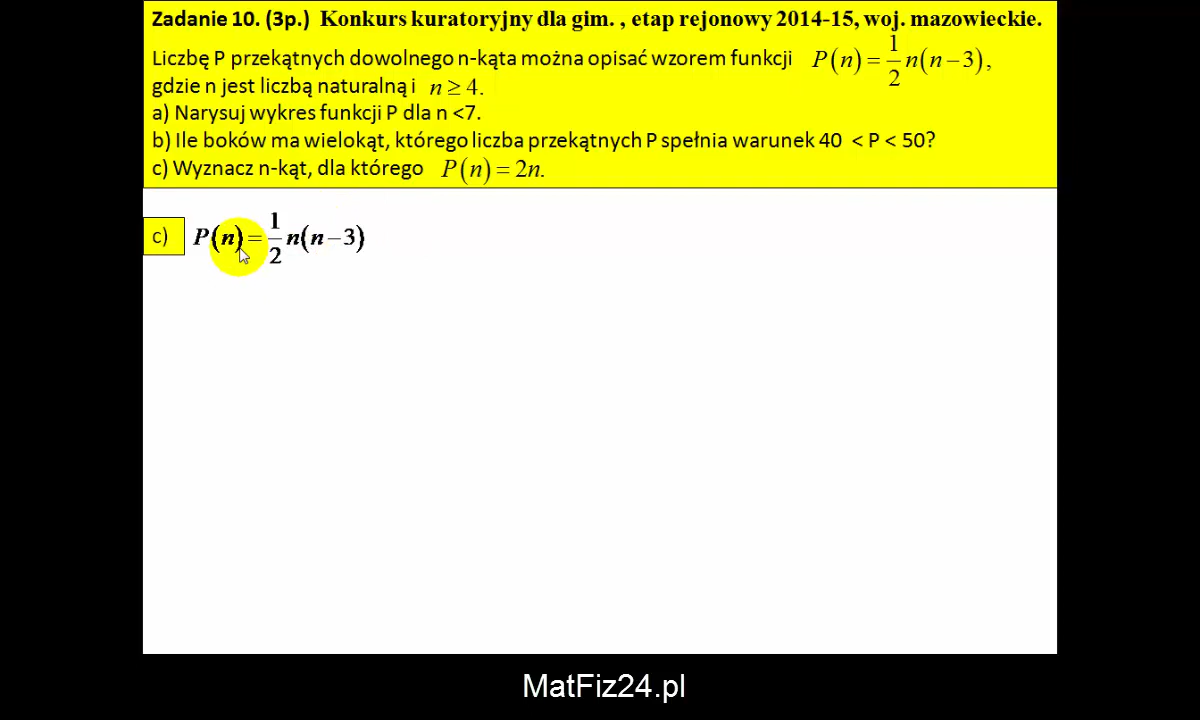 Zadanie 10. (3p.) Konkurs kuratoryjny dla gim. , etap rejonowy 2014-15, woj. mazowieckie.
Liczbę P przekątnych dowolnego n-kąta można opisać wzorem funkcji P(n) = 1/2 n(n−3),
gdzie n jest liczbą naturalną i n ≥ 4.
a) Narysuj wykres funkcji P dla n <7.
b) Ile boków ma wielokąt, którego liczba przekątnych P spełnia warunek 40 < P < 50?
c) Wyznacz n-kąt, dla którego P(n) = 2n.
c) P(n) = 1/2 n(n−3)
MatFiz24.pl